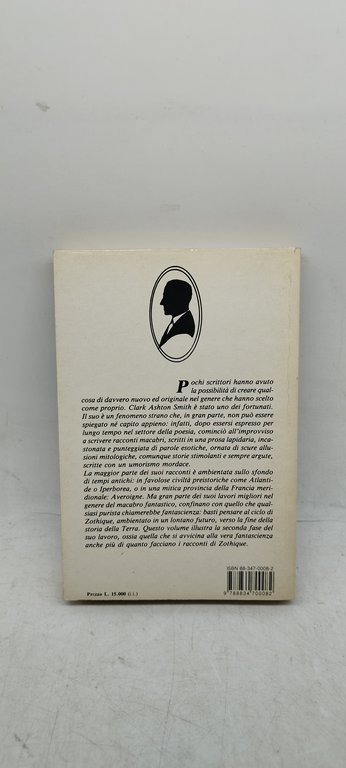 Pochi scrittori hanno avuto
la possibilità di creare qual-
cosa di davvero nuovo ed originale nel genere che hanno scelto
come proprio. Clark Ashton Smith è stato uno dei fortunati.
Il suo è un fenomeno strano che, in gran parte, non può essere
spiegato né capito appieno: infatti, dopo essersi espresso per
lungo tempo nel settore della poesia, cominciò all'improvviso
a scrivere racconti macabri, scritti in una prosa lapidaria, inca-
stonata e punteggiata di parole esotiche, ornata di scure allu-
sioni mitologiche, comunque storie stimolanti e sempre argute,
scritte con un umorismo mordace.
La maggior parte dei suoi racconti è ambientata sullo sfondo
di tempi antichi: in favolose civiltà preistoriche come Atlanti-
de o Iperborea, o in una mitica provincia della Francia meri-
dionale: Averoigne. Ma gran parte dei suoi lavori migliori nel
genere del macabro fantastico, confinano con quello che qual-
siasi purista chiamerebbe fantascienza: basti pensare al ciclo di
Zothique, ambientato in un lontano futuro, verso la fine della
storia della Terra. Questo volume illustra la seconda fase del
suo lavoro, ossia quella che si avvicina alla vera fantascienza
anche più di quanto facciano i racconti di Zothique.
ISBN 88-347-0008-2
9 788834 700082
Prezzo L. 15.000 (i.i.)